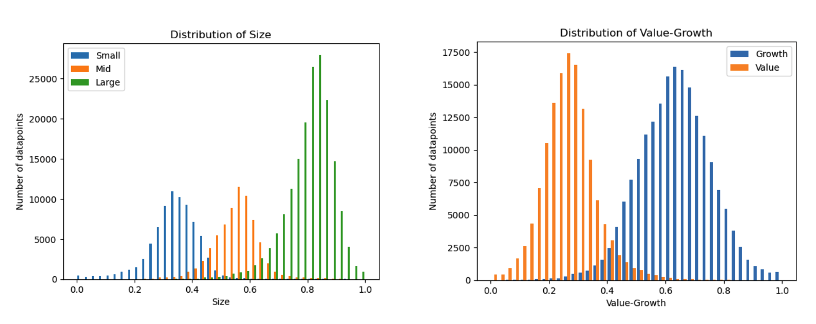 Distribution of Size
Small
Mid
Large
25000
20000
15000
10000
5000
0
Number of datapoints
0.0 0.2 0.4 0.6 0.8 1.0
Size
Distribution of Value-Growth
Growth
Value
17500
15000
12500
10000
7500
5000
2500
0
Number of datapoints
0.0 0.2 0.4 0.6 0.8 1.0
Value-Growth